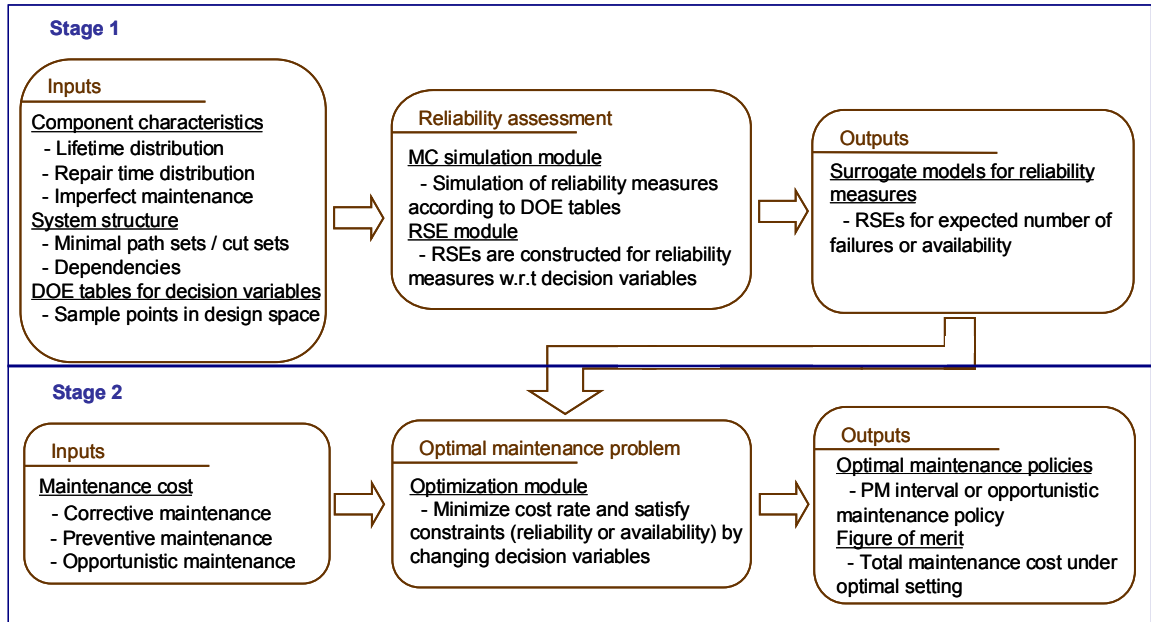 Stage 1
Inputs
Component characteristics
- Lifetime distribution
- Repair time distribution
- Imperfect maintenance
System structure
- Minimal path sets / cut sets
- Dependencies
DOE tables for decision variables
- Sample points in design space
Reliability assessment
MC simulation module
- Simulation of reliability measures
according to DOE tables
RSE module
- RSEs are constructed for reliability
measures w.r.t decision variables
Outputs
Surrogate models for reliability
measures
- RSEs for expected number of
failures or availability
Stage 2
Inputs
Maintenance cost
- Corrective maintenance
- Preventive maintenance
- Opportunistic maintenance
Optimal maintenance problem
Optimization module
- Minimize cost rate and satisfy
constraints (reliability or availability) by
changing decision variables
Outputs
Optimal maintenance policies
- PM interval or opportunistic
maintenance policy
Figure of merit
- Total maintenance cost under
optimal setting